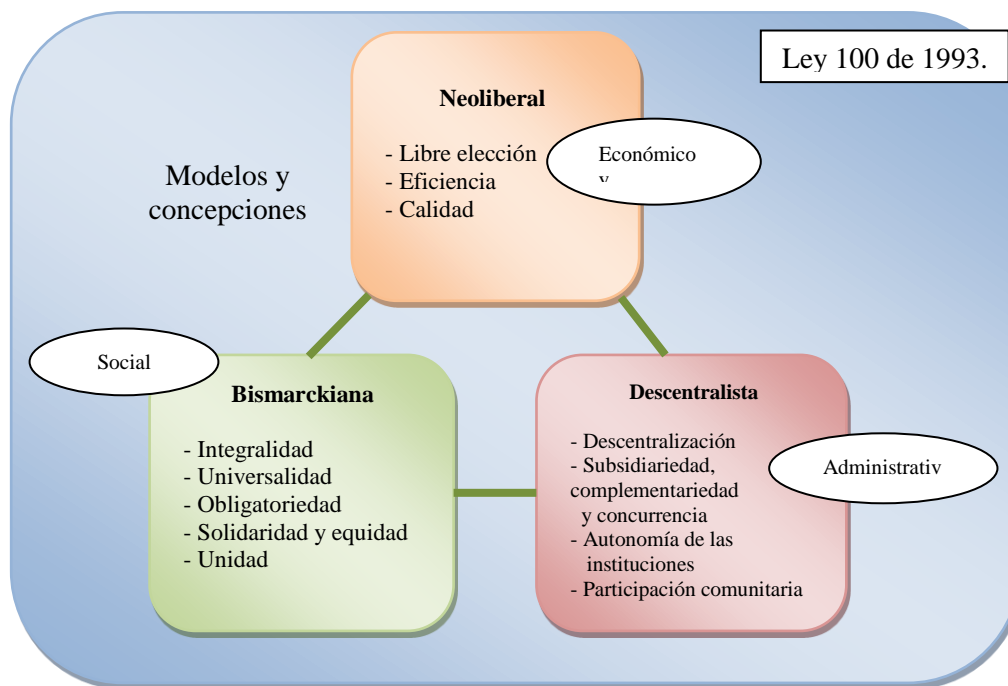 Ley 100 de 1993.
Neoliberal
- Libre elección
- Eficiencia
- Calidad
Económico
y
Modelos y
concepciones
Social
Bismarckiana
- Integralidad
- Universalidad
- Obligatoriedad
- Solidaridad y equidad
- Unidad
Descentralista
- Descentralización
- Subsidiariedad,
complementariedad
y concurrencia
- Autonomía de las
instituciones
- Participación comunitaria
Administrativ